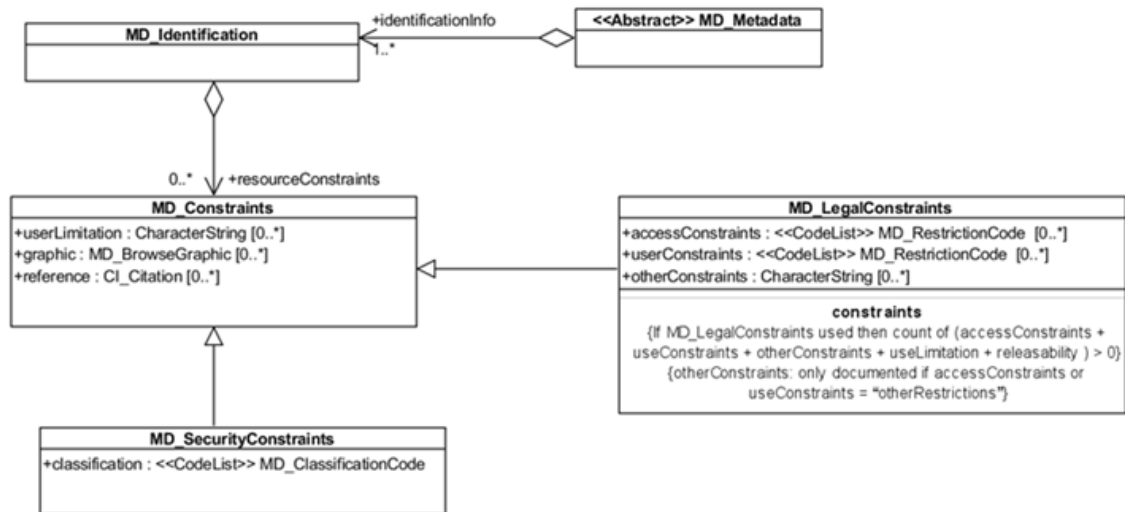 +identificationInfo
<<Abstract>> MD_Metadata
MD_Identification
1..*
0..*
+resourceConstraints
MD_Constraints
+userLimitation : CharacterString [0..*]
+graphic : MD_BrowseGraphic [0..*]
+reference : CI_Citation [0..*]
MD_LegalConstraints
+accessConstraints : <<CodeList>> MD_RestrictionCode [0..*]
+userConstraints : <<CodeList>> MD_RestrictionCode [0..*]
+otherConstraints : CharacterString [0..*]
constraints
{If MD_LegalConstraints used then count of (accessConstraints +
useConstraints + otherConstraints + useLimitation + releasability ) > 0}
{otherConstraints: only documented if accessConstraints or
useConstraints = “otherRestrictions”}
MD_SecurityConstraints
+classification : <<CodeList>> MD_ClassificationCode